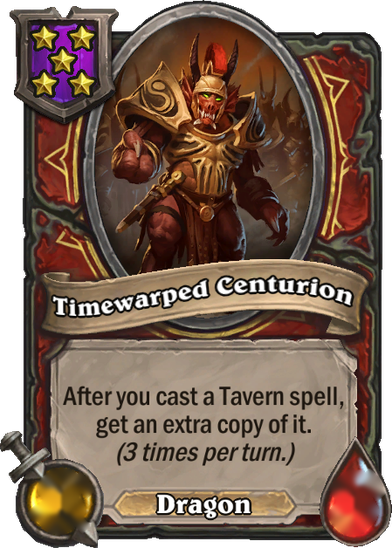 Timewarped Centurion
After you cast a Tavern spell,
get an extra copy of it.
(3 times per turn.)
Dragon